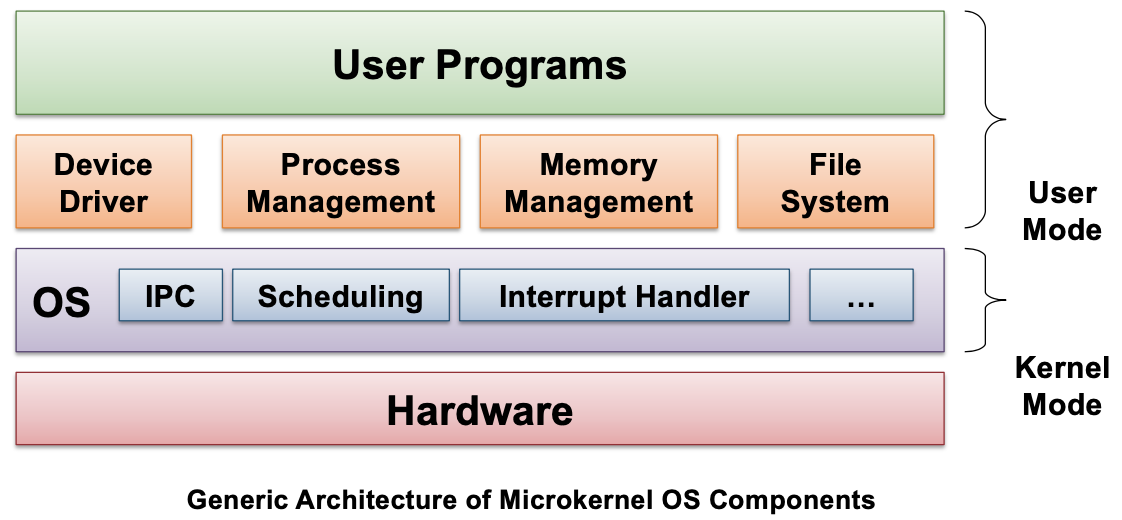 User Programs
Device
Driver
Process
Management
Memory
Management
File
System
User
Mode
OS
IPC
Scheduling
Interrupt Handler
...
Kernel
Mode
Hardware
Generic Architecture of Microkernel OS Components